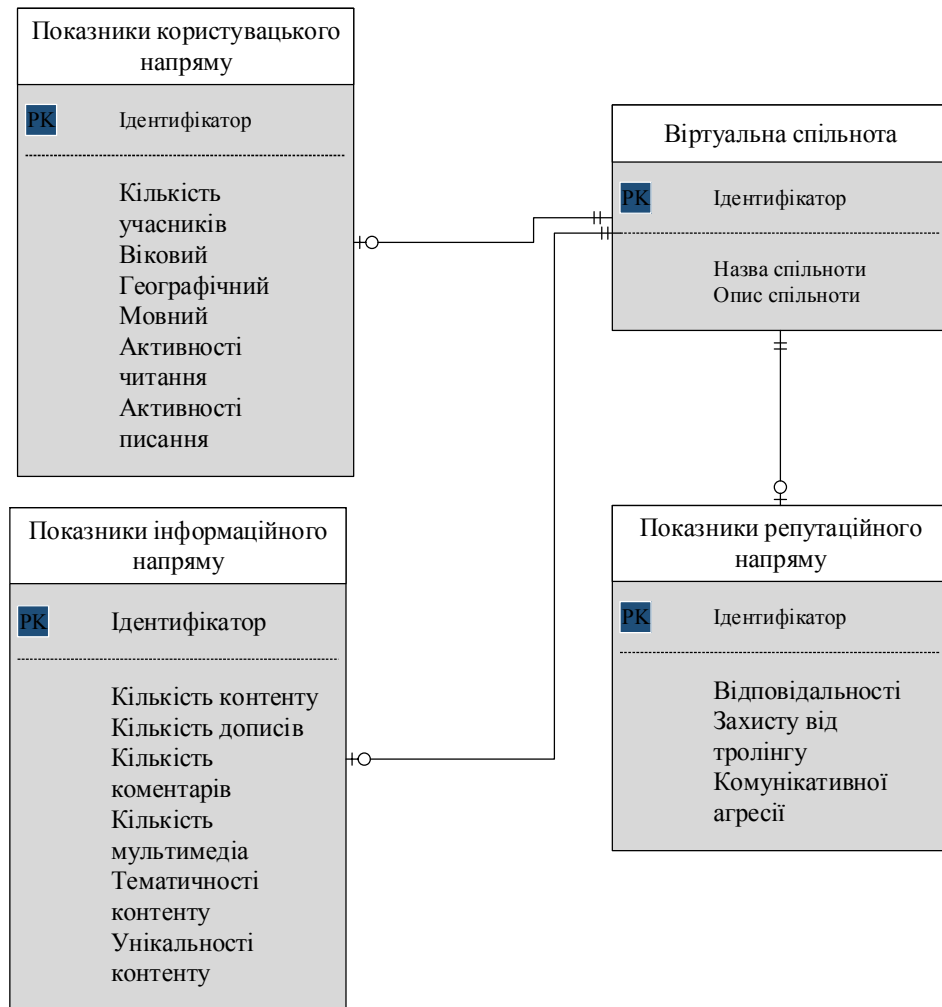 Показники користувацького
напряму
PK
Ідентифікатор
Кількість
учасників
Віковий
Географічний
Мовний
Активності
читання
Активності
писання
Віртуальна спільнота
PK
Ідентифікатор
Назва спільноти
Опис спільноти
Показники інформаційного
напряму
PK
Ідентифікатор
Кількість контенту
Кількість дописів
Кількість
коментарів
Кількість
мультимедіа
Тематичності
контенту
Унікальності
контенту
Показники репутаційного
напряму
PK
Ідентифікатор
Відповідальності
Захисту від
тролінгу
Комунікативної
агресії